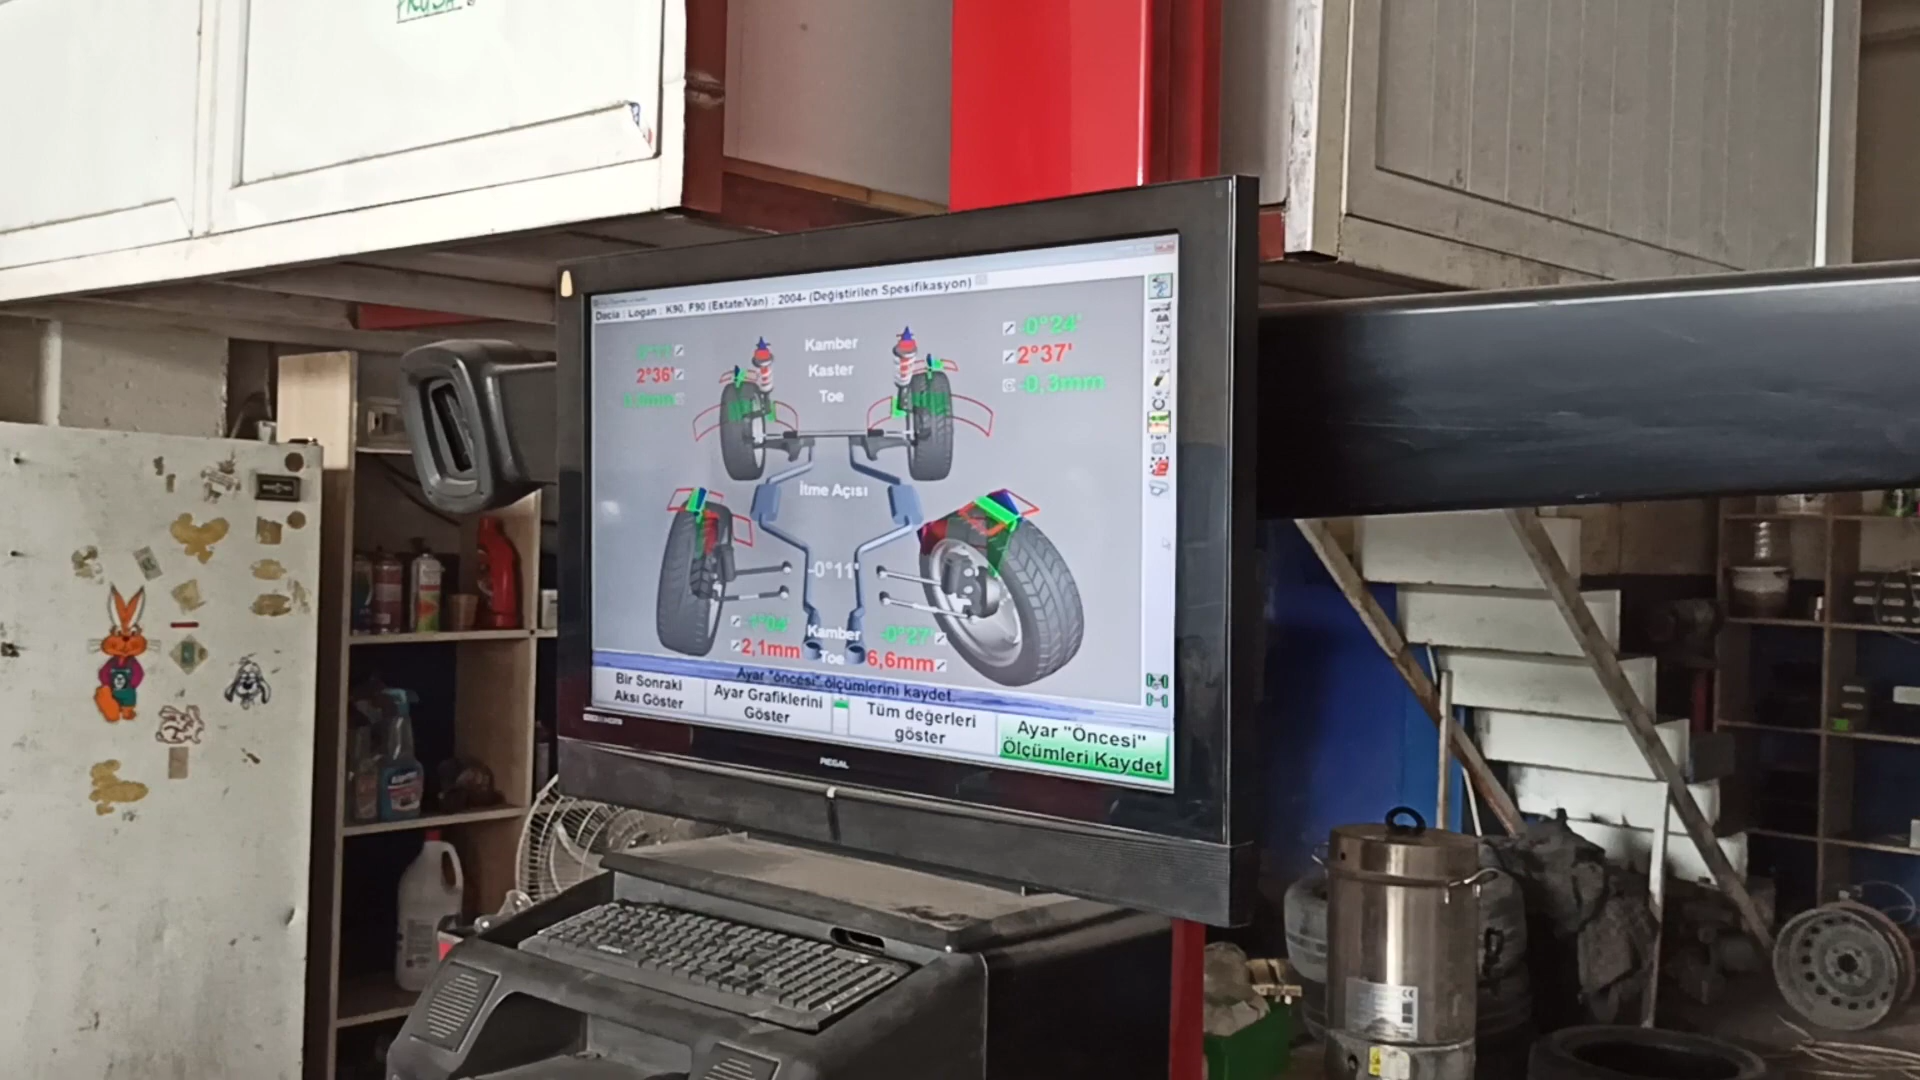 Dacia : Logan : K90, F90 (Estate/Van) : 2004- (Değiştirilen Spesifikasyon)
Kamber -0°24'
2°36' Kaster 2°37'
Toe -0,3mm
İtme Açısı
-0°11'
-1°04' Kamber -0°27'
2,1mm Toe 6,6mm
Ayar "öncesi" ölçümlerini kaydet.
Bir Sonraki Aksı Göster
Ayar Grafiklerini Göster
Tüm değerleri göster
Ayar "Öncesi" Ölçümleri Kaydet
REGAL